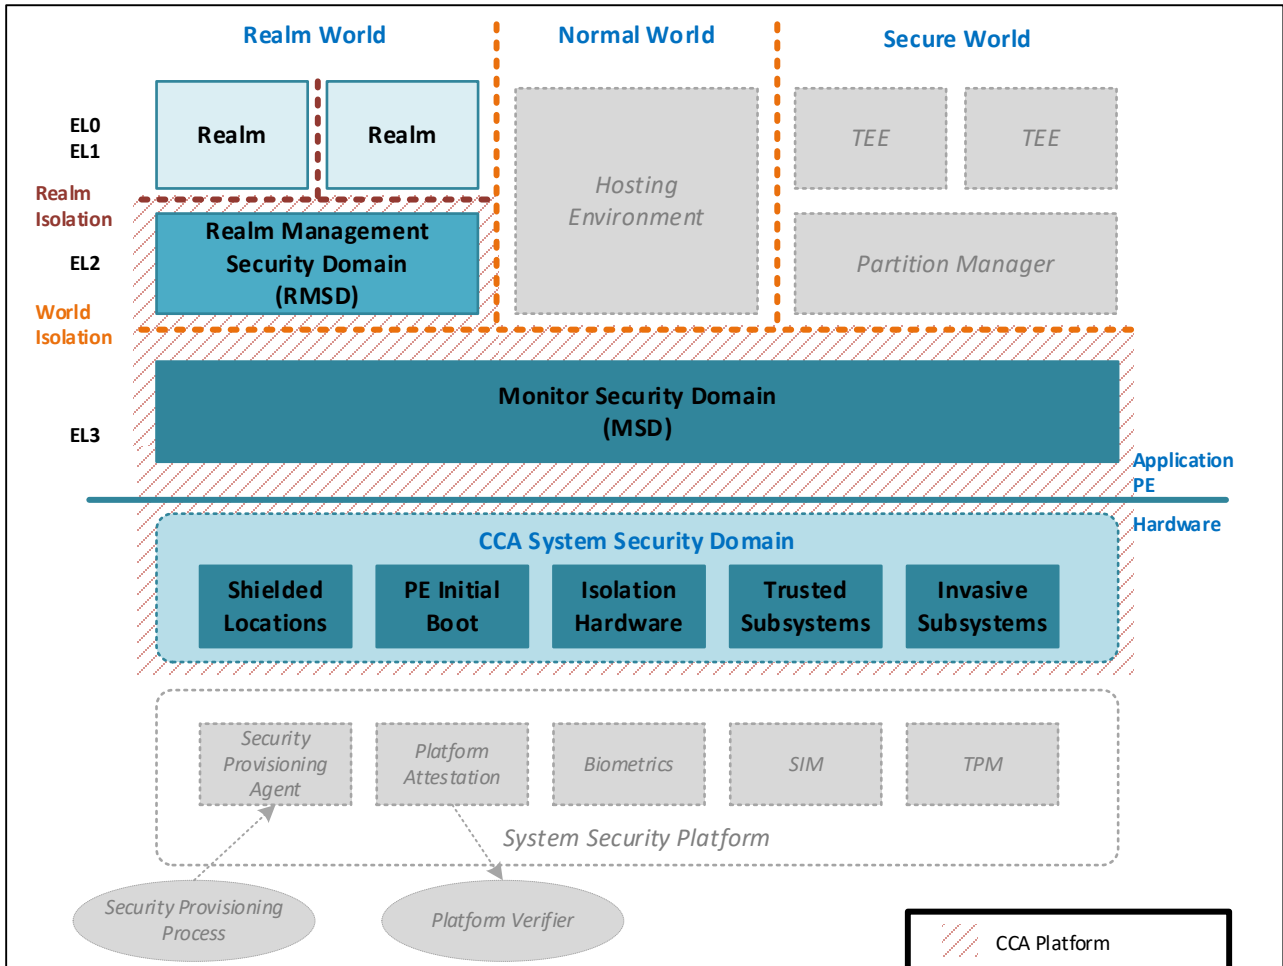 Realm World
Normal World
Secure World
EL0
EL1
Realm
Realm
Hosting
Environment
TEE
TEE
Realm
Isolation
EL2
Realm Management
Security Domain
(RMSD)
Partition Manager
World
Isolation
EL3
Monitor Security Domain
(MSD)
Application
PE
Hardware
CCA System Security Domain
Shielded
Locations
PE Initial
Boot
Isolation
Hardware
Trusted
Subsystems
Invasive
Subsystems
Security
Provisioning
Agent
Platform
Attestation
Biometrics
SIM
TPM
System Security Platform
Security Provisioning
Process
Platform Verifier
CCA Platform